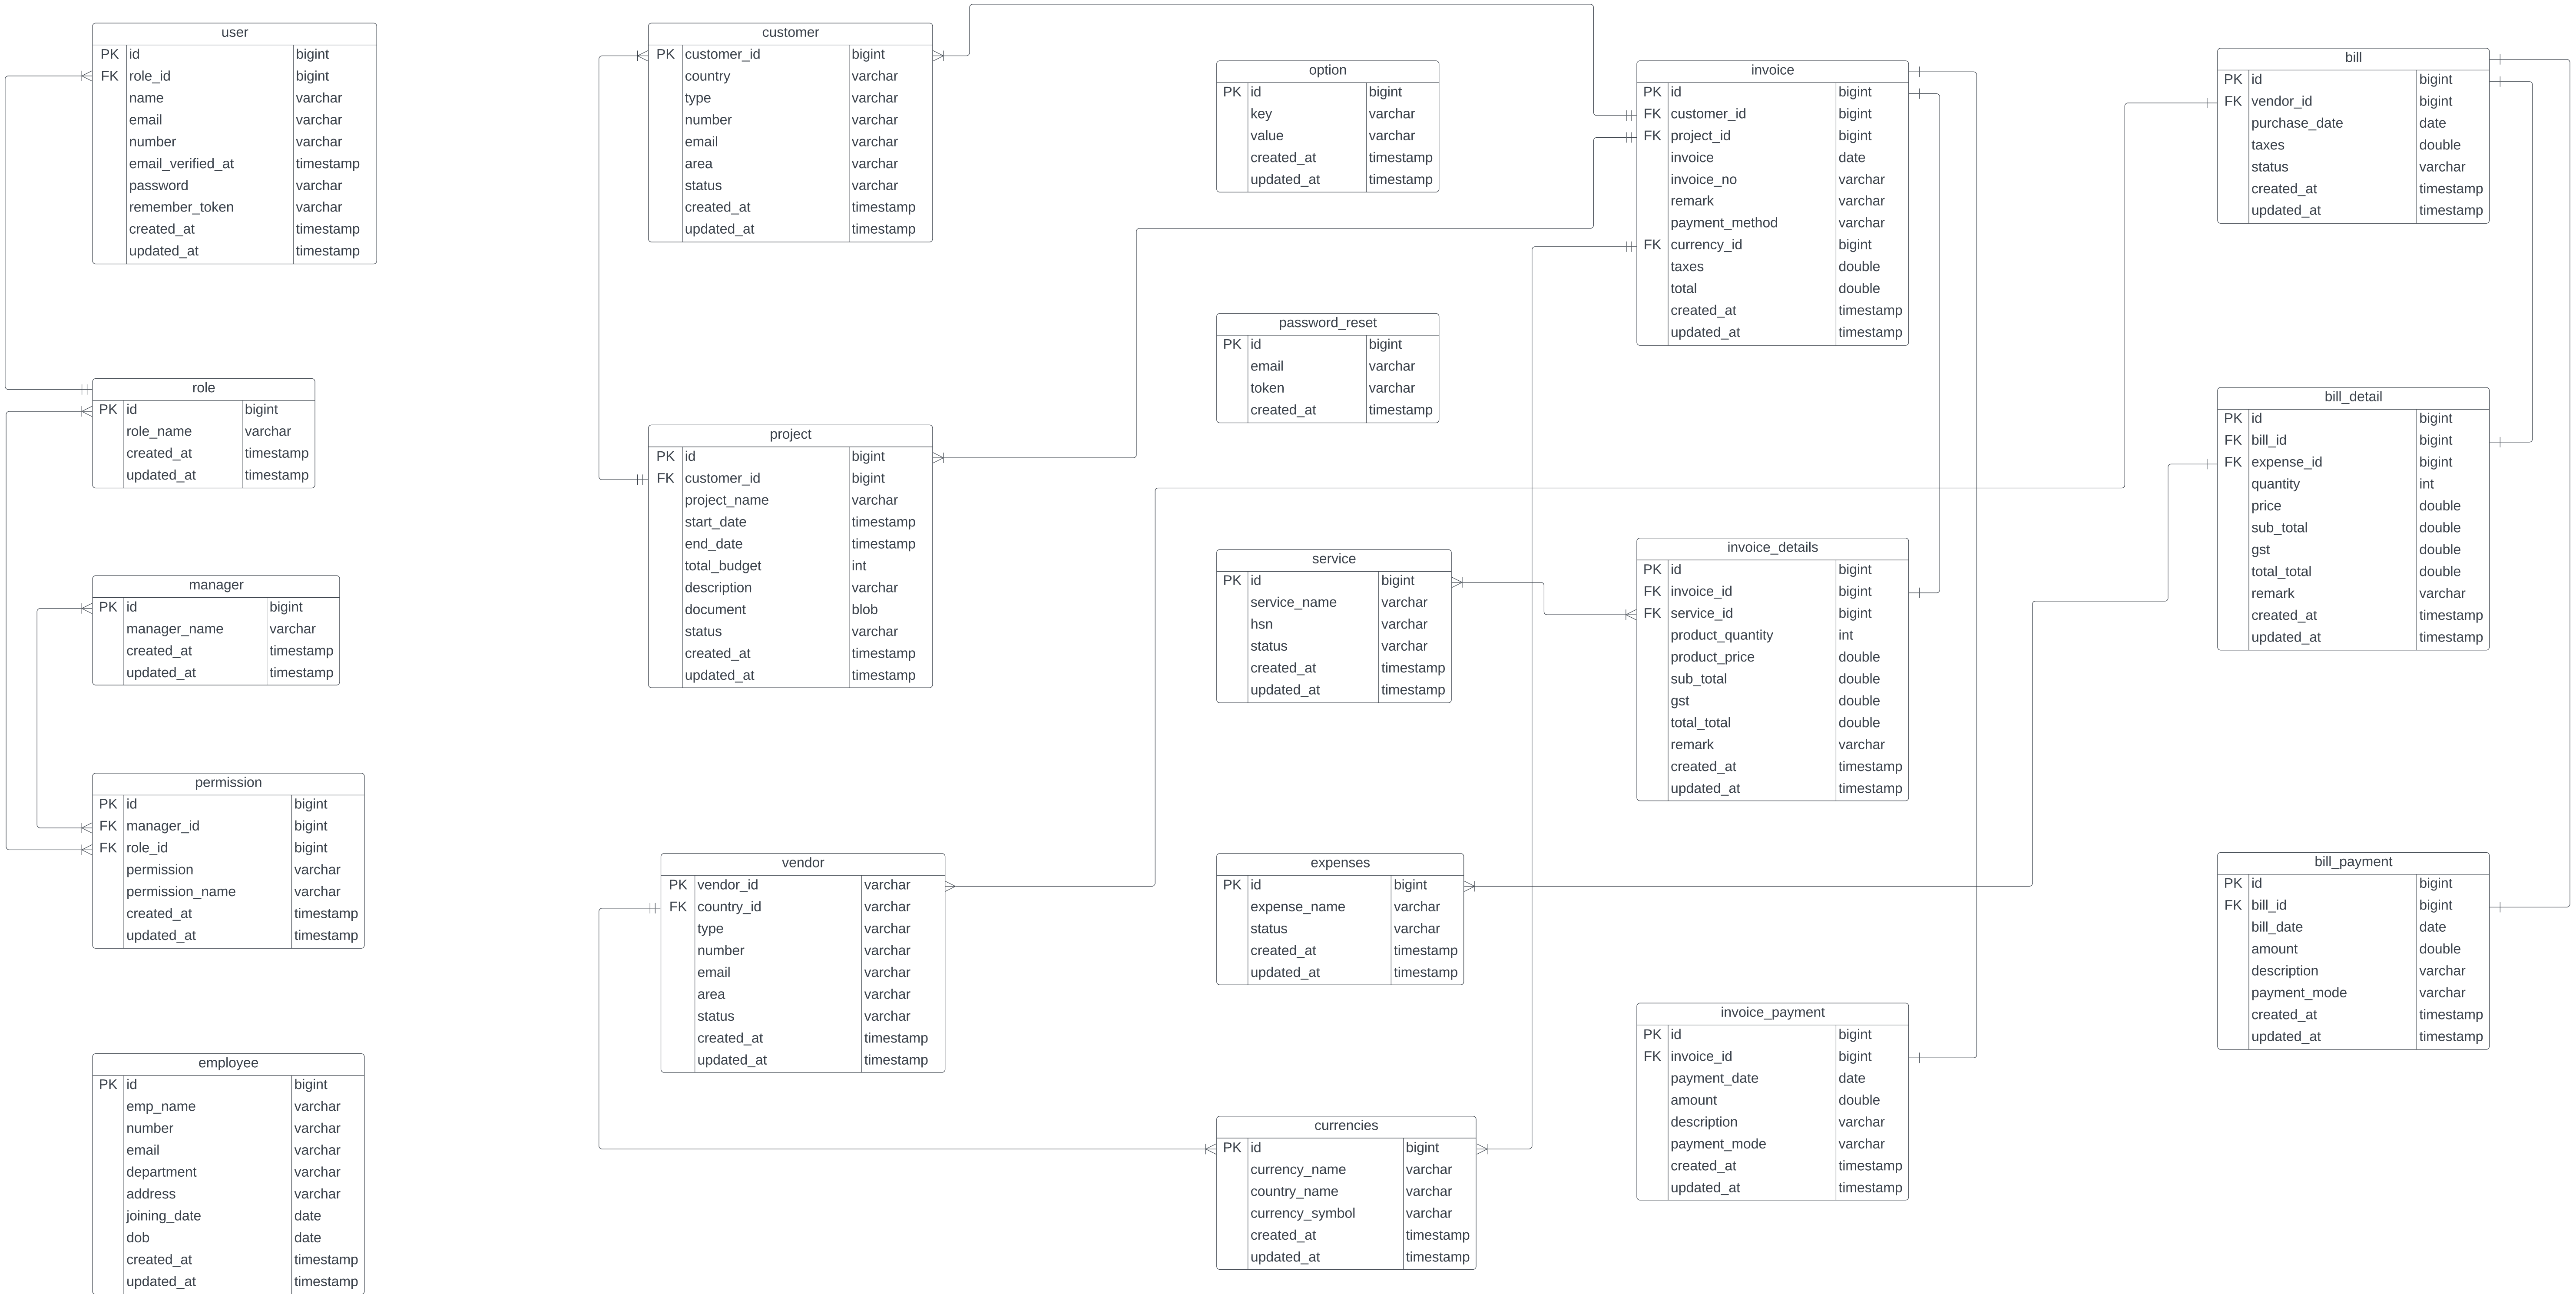 user
PK id bigint
FK role_id bigint
name varchar
email varchar
number varchar
email_verified_at timestamp
password varchar
remember_token varchar
created_at timestamp
updated_at timestamp
role
PK id bigint
role_name varchar
created_at timestamp
updated_at timestamp
manager
PK id bigint
manager_name varchar
created_at timestamp
updated_at timestamp
permission
PK id bigint
FK manager_id bigint
FK role_id bigint
permission varchar
permission_name varchar
created_at timestamp
updated_at timestamp
employee
PK id bigint
emp_name varchar
number varchar
email varchar
department varchar
address varchar
joining_date date
dob date
created_at timestamp
updated_at timestamp
customer
PK customer_id bigint
country varchar
type varchar
number varchar
email varchar
area varchar
status varchar
created_at timestamp
updated_at timestamp
project
PK id bigint
FK customer_id bigint
project_name varchar
start_date timestamp
end_date timestamp
total_budget int
description varchar
document blob
status varchar
created_at timestamp
updated_at timestamp
vendor
PK vendor_id varchar
FK country_id varchar
type varchar
number varchar
email varchar
area varchar
status varchar
created_at timestamp
updated_at timestamp
option
PK id bigint
key varchar
value varchar
created_at timestamp
updated_at timestamp
password_reset
PK id bigint
email varchar
token varchar
created_at timestamp
service
PK id bigint
service_name varchar
hsn varchar
status varchar
created_at timestamp
updated_at timestamp
expenses
PK id bigint
expense_name varchar
status varchar
created_at timestamp
updated_at timestamp
currencies
PK id bigint
currency_name varchar
country_name varchar
currency_symbol varchar
created_at timestamp
updated_at timestamp
invoice
PK id bigint
FK customer_id bigint
FK project_id bigint
invoice date
invoice_no varchar
remark varchar
payment_method varchar
FK currency_id bigint
taxes double
total double
created_at timestamp
updated_at timestamp
invoice_details
PK id bigint
FK invoice_id bigint
FK service_id bigint
product_quantity int
product_price double
sub_total double
gst double
total_total double
remark varchar
created_at timestamp
updated_at timestamp
invoice_payment
PK id bigint
FK invoice_id bigint
payment_date date
amount double
description varchar
payment_mode varchar
created_at timestamp
updated_at timestamp
bill
PK id bigint
FK vendor_id bigint
purchase_date date
taxes double
status varchar
created_at timestamp
updated_at timestamp
bill_detail
PK id bigint
FK bill_id bigint
FK expense_id bigint
quantity int
price double
sub_total double
gst double
total_total double
remark varchar
created_at timestamp
updated_at timestamp
bill_payment
PK id bigint
FK bill_id bigint
bill_date date
amount double
description varchar
payment_mode varchar
created_at timestamp
updated_at timestamp